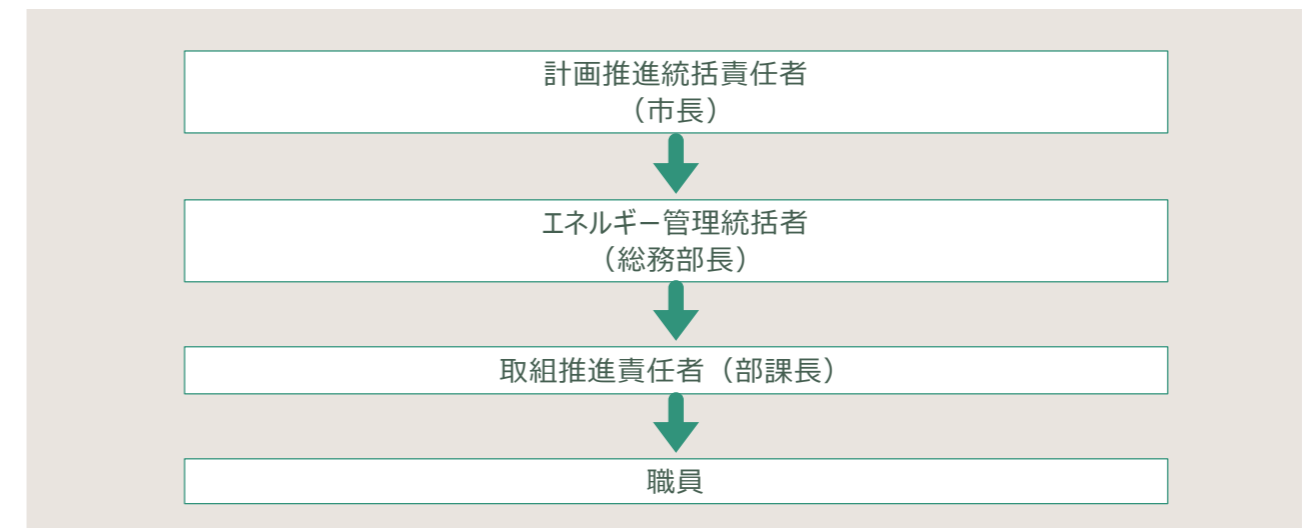 計画推進統括責任者
（市長）
エネルギー管理統括者
（総務部長）
取組推進責任者（部課長）
職員